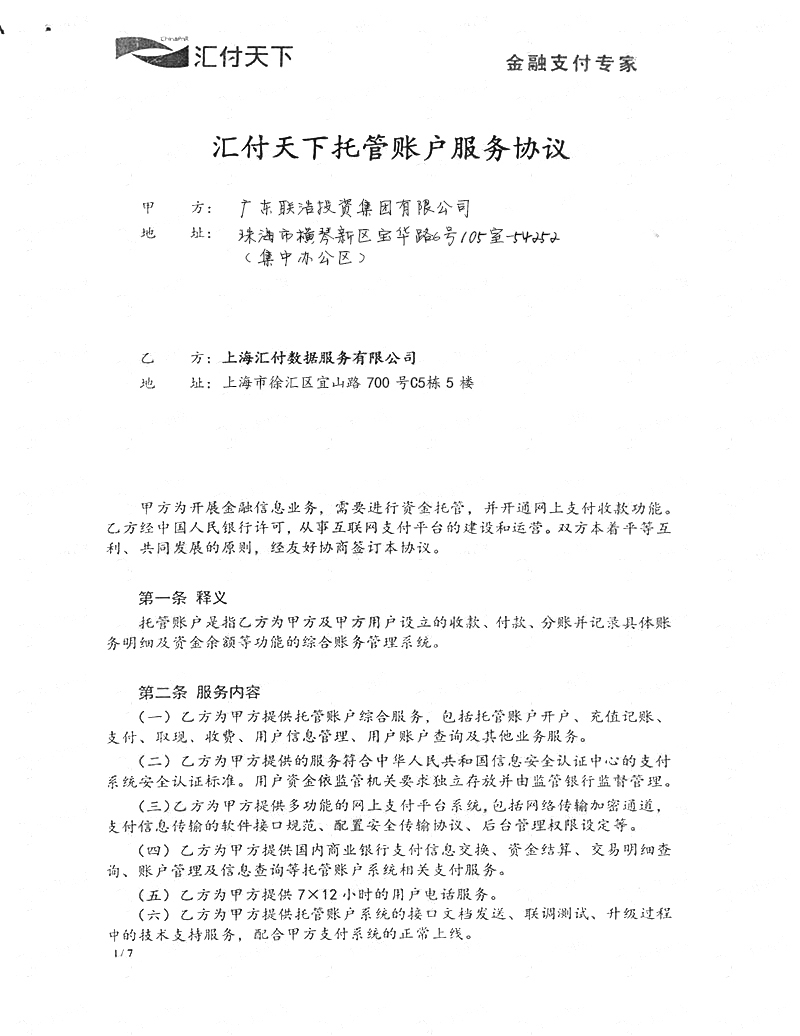 ChinaPnR
汇付天下
金融支付专家
汇付天下托管账户服务协议
甲 方： 广东联浩投资集团有限公司
地 址： 珠海市横琴新区宝华路6号105室-54252
（集中办公区）
乙 方：上海汇付数据服务有限公司
地 址：上海市徐汇区宜山路 700 号C5栋 5 楼
甲方为开展金融信息业务，需要进行资金托管，并开通网上支付收款功能。
乙方经中国人民银行许可，从事互联网支付平台的建设和运营。双方本着平等互
利、共同发展的原则，经友好协商签订本协议。
第一条 释义
托管账户是指乙方为甲方及甲方用户设立的收款、付款、分账并记录具体账
务明细及资金余额等功能的综合账务管理系统。
第二条 服务内容
（一）乙方为甲方提供托管账户综合服务，包括托管账户开户、充值记账、
支付、取现、收费、用户信息管理、用户账户查询及其他业务服务。
（二）乙方为甲方提供的服务符合中华人民共和国信息安全认证中心的支付
系统安全认证标准。用户资金依监管机关要求独立存放并由监管银行监督管理。
（三）乙方为甲方提供多功能的网上支付平台系统，包括网络传输加密通道，
支付信息传输的软件接口规范、配置安全传输协议、后台管理权限设定等。
（四）乙方为甲方提供国内商业银行支付信息交换、资金结算、交易明细查
询、账户管理及信息查询等托管账户系统相关支付服务。
（五）乙方为甲方提供 7×12 小时的用户电话服务。
（六）乙方为甲方提供托管账户系统的接口文档发送、联调测试、升级过程
中的技术支持服务，配合甲方支付系统的正常上线。
1 / 7